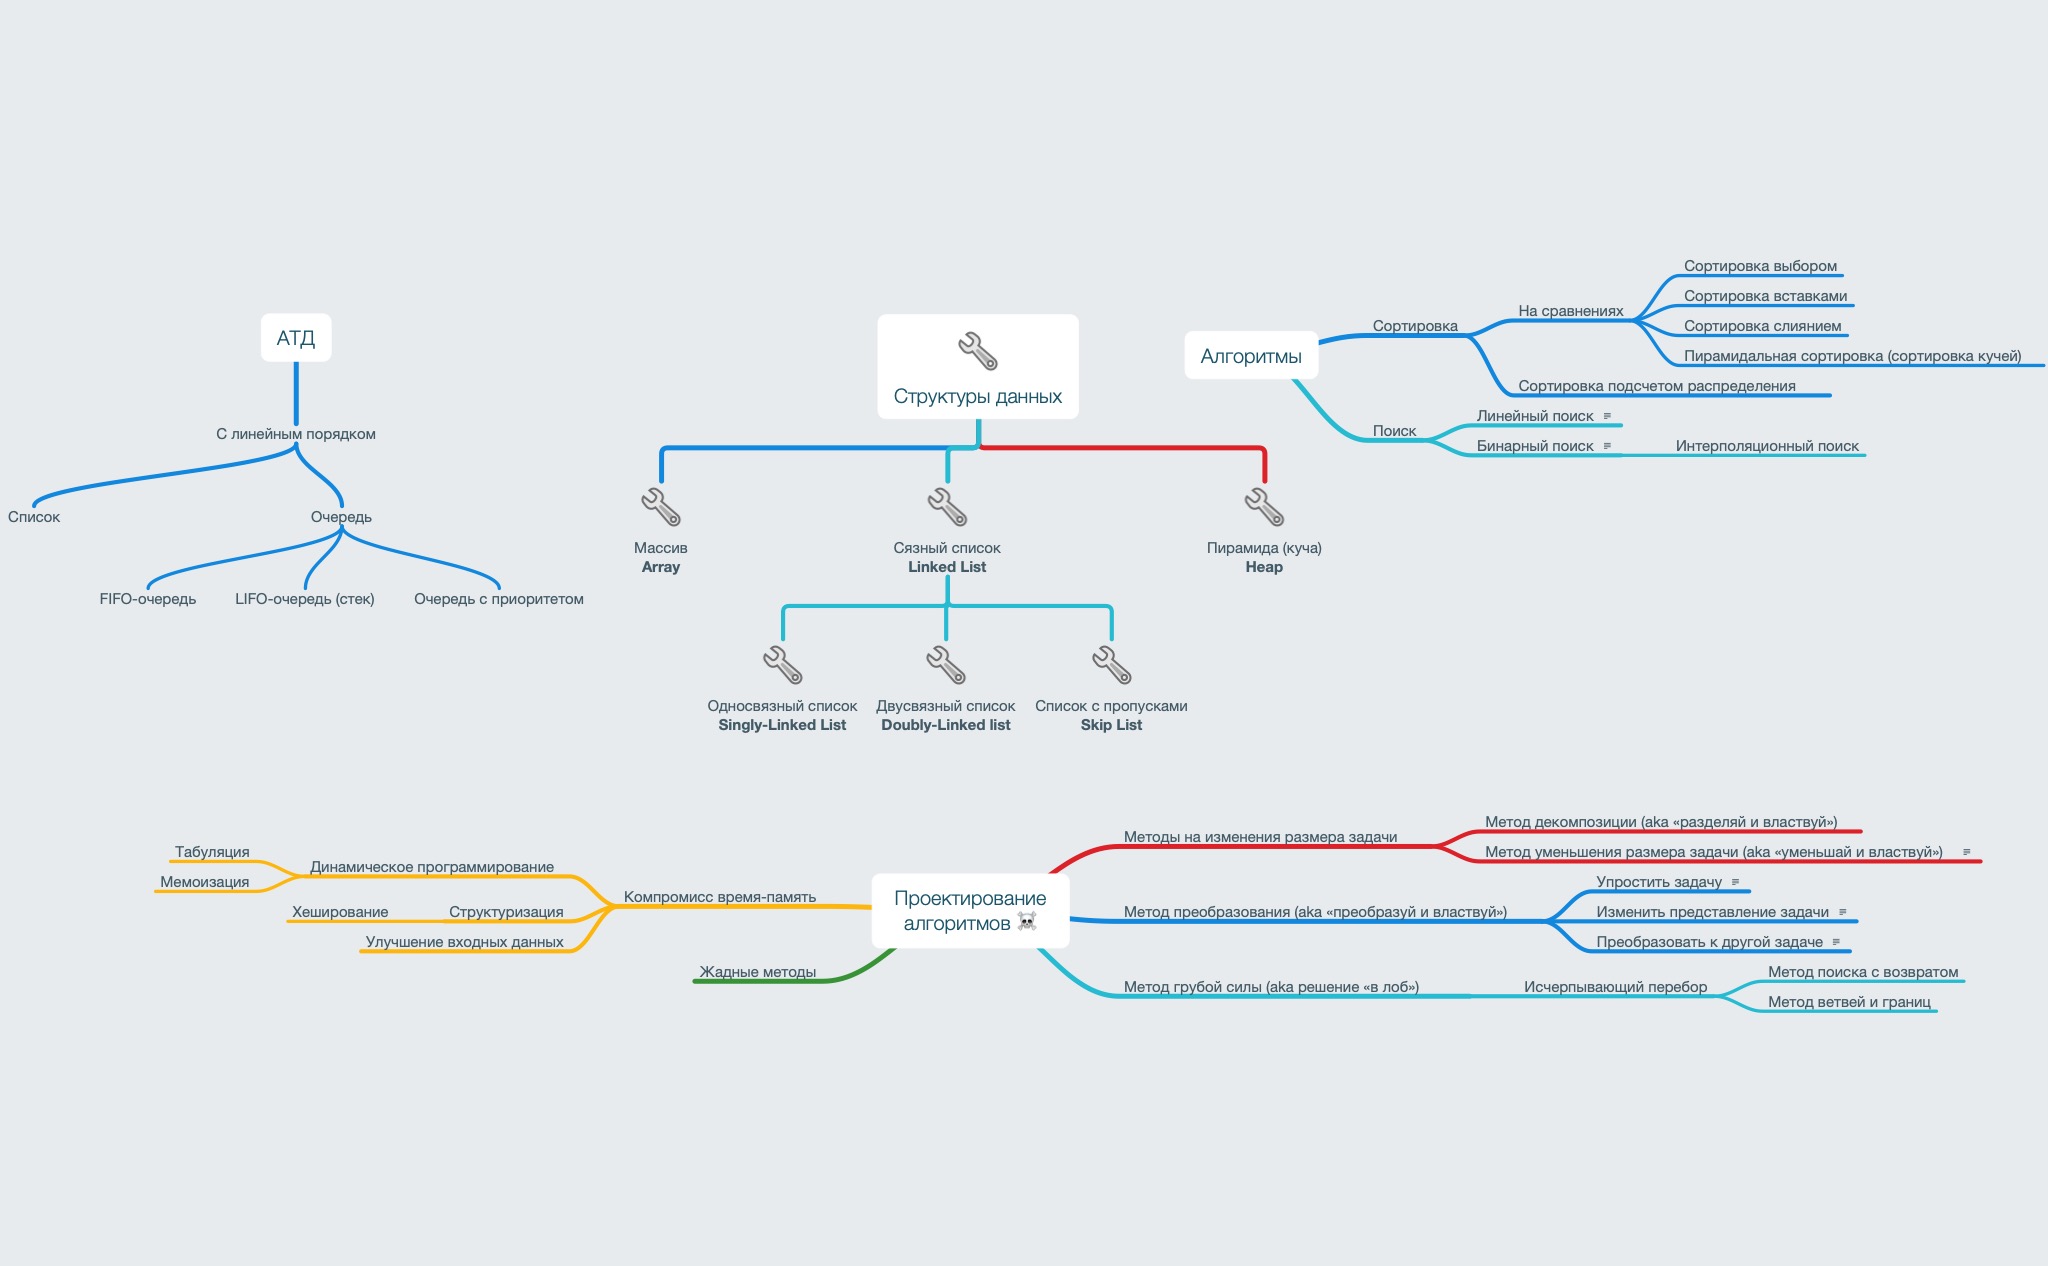 АТД
С линейным порядком
Список
Очередь
FIFO-очередь
LIFO-очередь (стек)
Очередь с приоритетом
Структуры данных
Массив
Array
Сязный список
Linked List
Пирамида (куча)
Heap
Односвязный список
Singly-Linked List
Двусвязный список
Doubly-Linked list
Список с пропусками
Skip List
Алгоритмы
Сортировка
На сравнениях
Сортировка выбором
Сортировка вставками
Сортировка слиянием
Пирамидальная сортировка (сортировка кучей)
Сортировка подсчетом распределения
Поиск
Линейный поиск
Бинарный поиск
Интерполяционный поиск
Проектирование
алгоритмов
Компромисс время-память
Динамическое программирование
Табуляция
Мемоизация
Структуризация
Хеширование
Улучшение входных данных
Жадные методы
Методы на изменения размера задачи
Метод декомпозиции (aka «разделяй и властвуй»)
Метод уменьшения размера задачи (aka «уменьшай и властвуй»)
Метод преобразования (aka «преобразуй и властвуй»)
Упростить задачу
Изменить представление задачи
Преобразовать к другой задаче
Метод грубой силы (aka решение «в лоб»)
Исчерпывающий перебор
Метод поиска с возвратом
Метод ветвей и границ